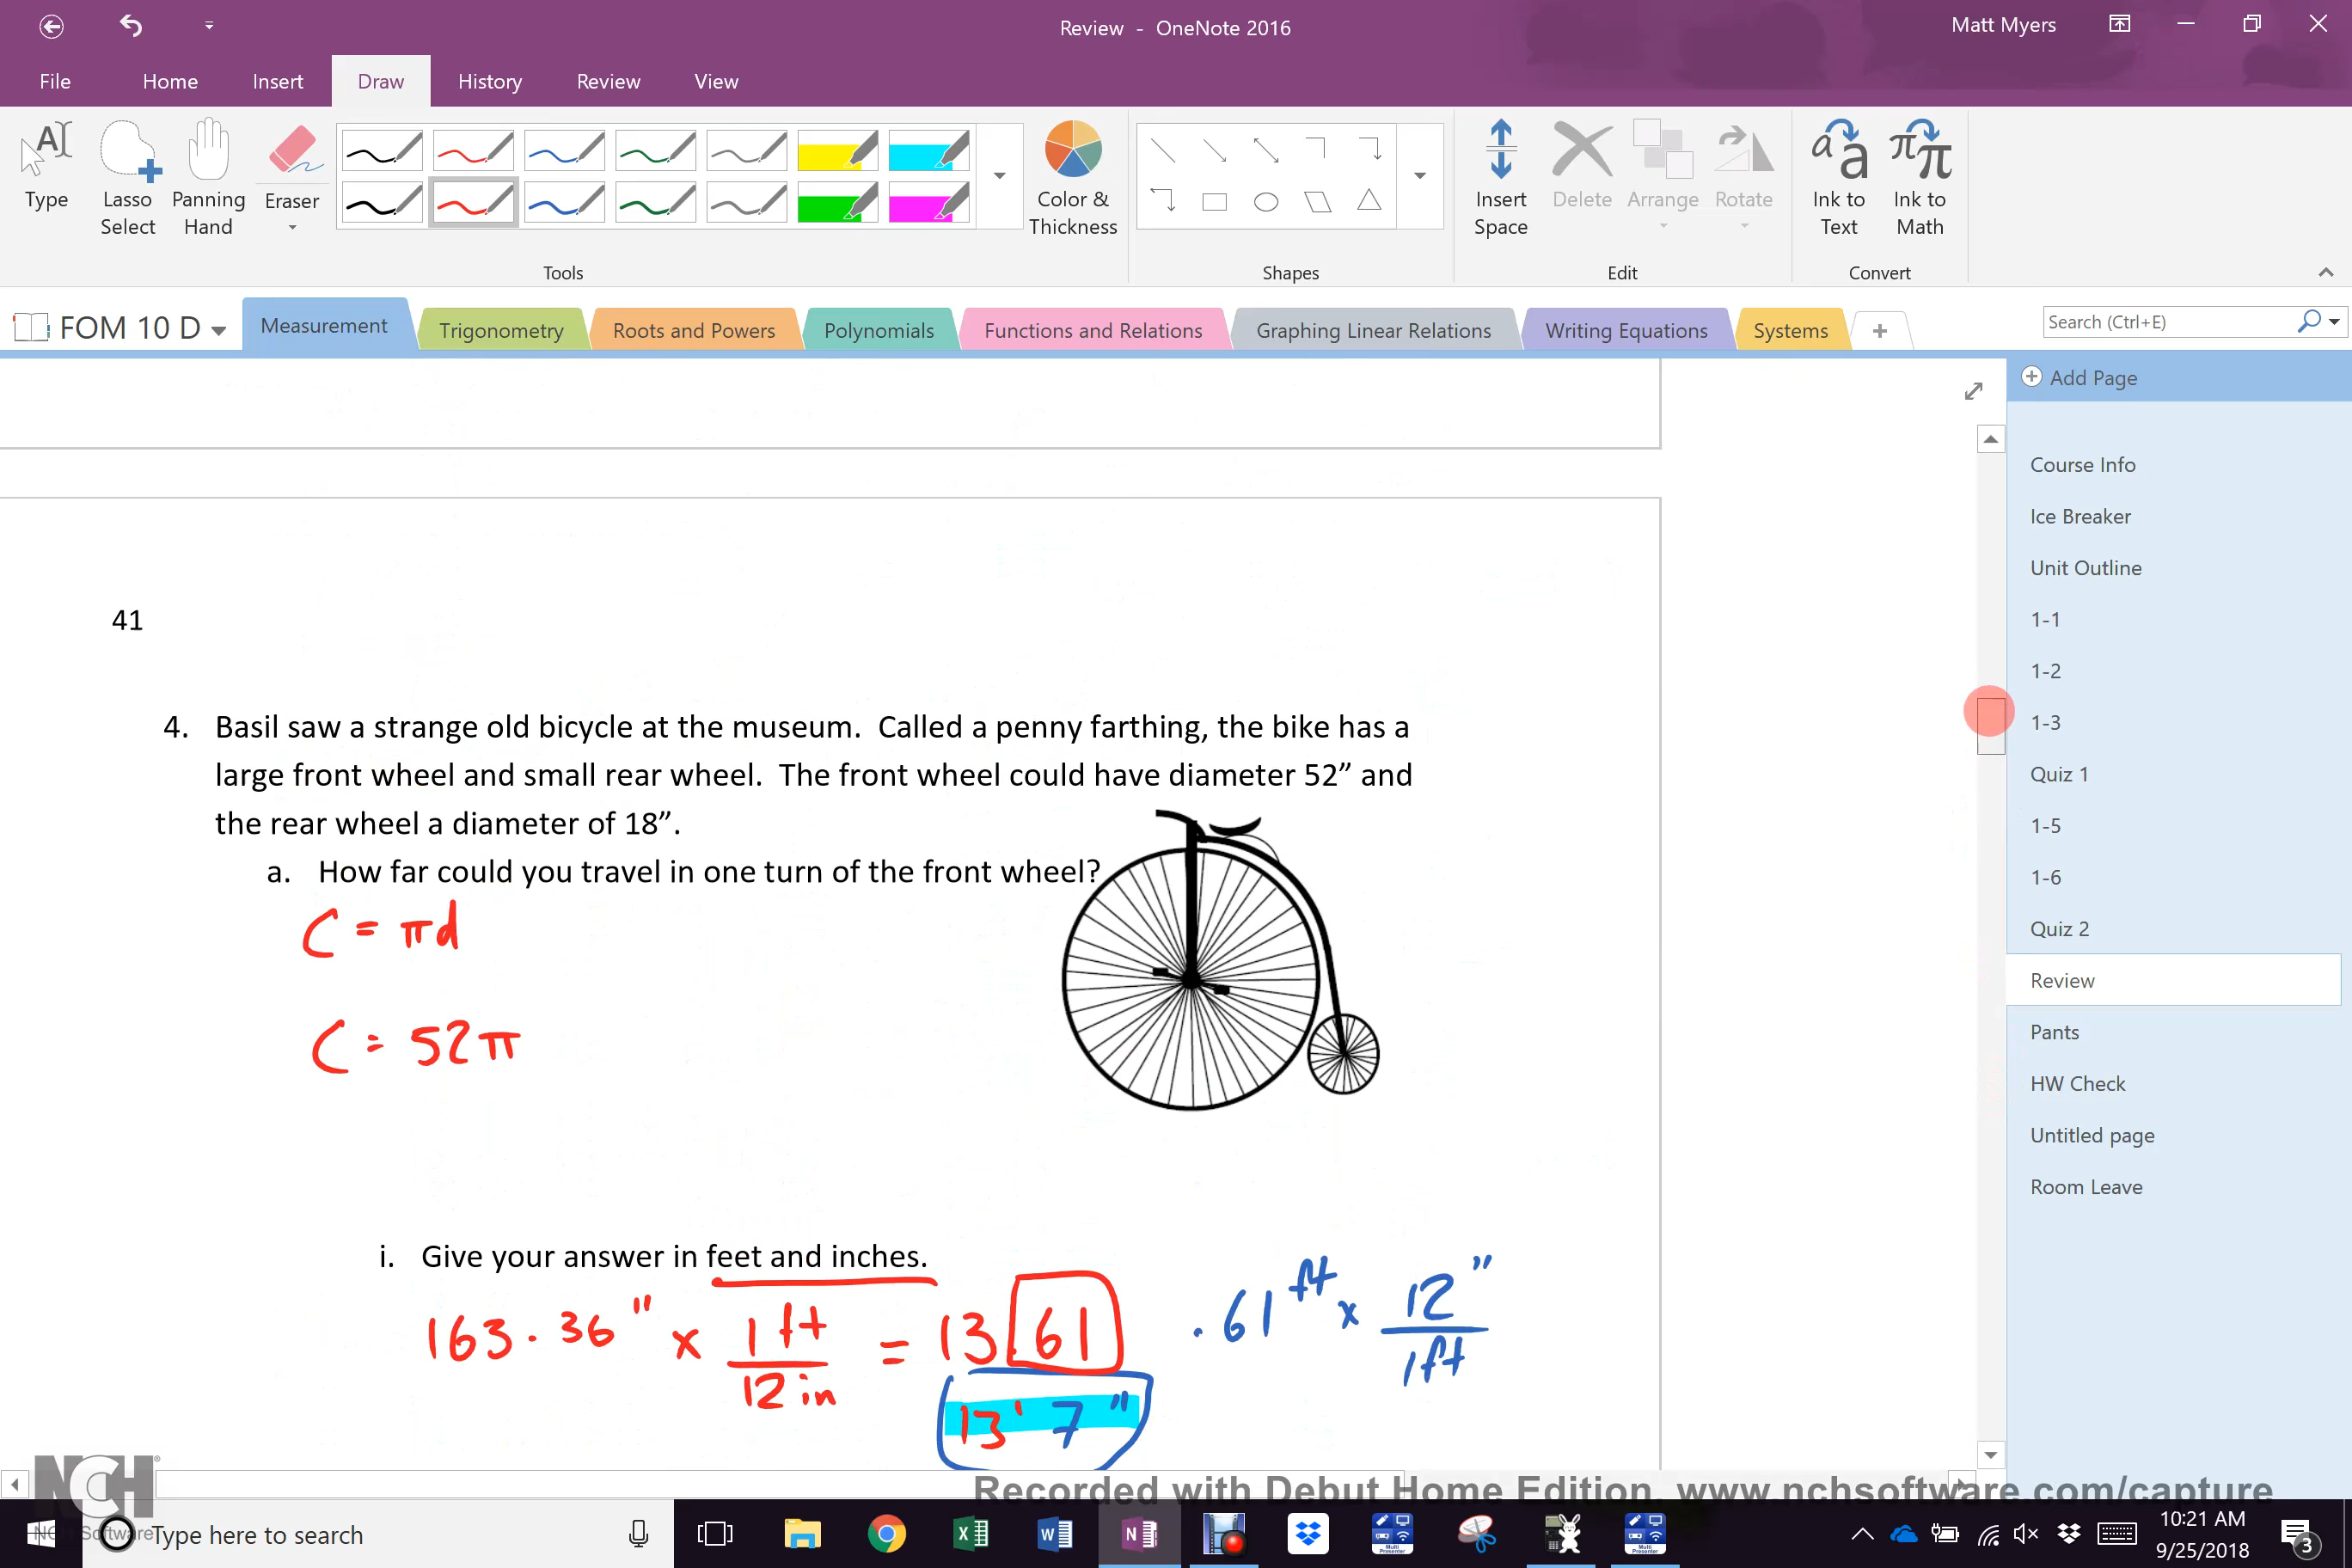 Review - OneNote 2016
Matt Myers
File Home Insert Draw History Review View
Type
Lasso Select
Panning Hand
Eraser
Color & Thickness
Insert Space
Delete
Arrange
Rotate
Ink to Text
Ink to Math
Tools
Shapes
Edit
Convert
FOM 10 D
Measurement Trigonometry Roots and Powers Polynomials Functions and Relations Graphing Linear Relations Writing Equations Systems +
Search (Ctrl+E)
Add Page
Course Info
Ice Breaker
Unit Outline
1-1
1-2
1-3
Quiz 1
1-5
1-6
Quiz 2
Review
Pants
HW Check
Untitled page
Room Leave
41
4. Basil saw a strange old bicycle at the museum. Called a penny farthing, the bike has a
large front wheel and small rear wheel. The front wheel could have diameter 52” and
the rear wheel a diameter of 18”.
a. How far could you travel in one turn of the front wheel?
C = πd
C = 52π
i. Give your answer in feet and inches.
163.36" x 1 ft / 12 in = 13.61
.61 ft x 12" / 1 ft
13' 7"
NCH
NCH Software
Recorded with Debut Home Edition www.nchsoftware.com/capture
Type here to search
10:21 AM
9/25/2018
3